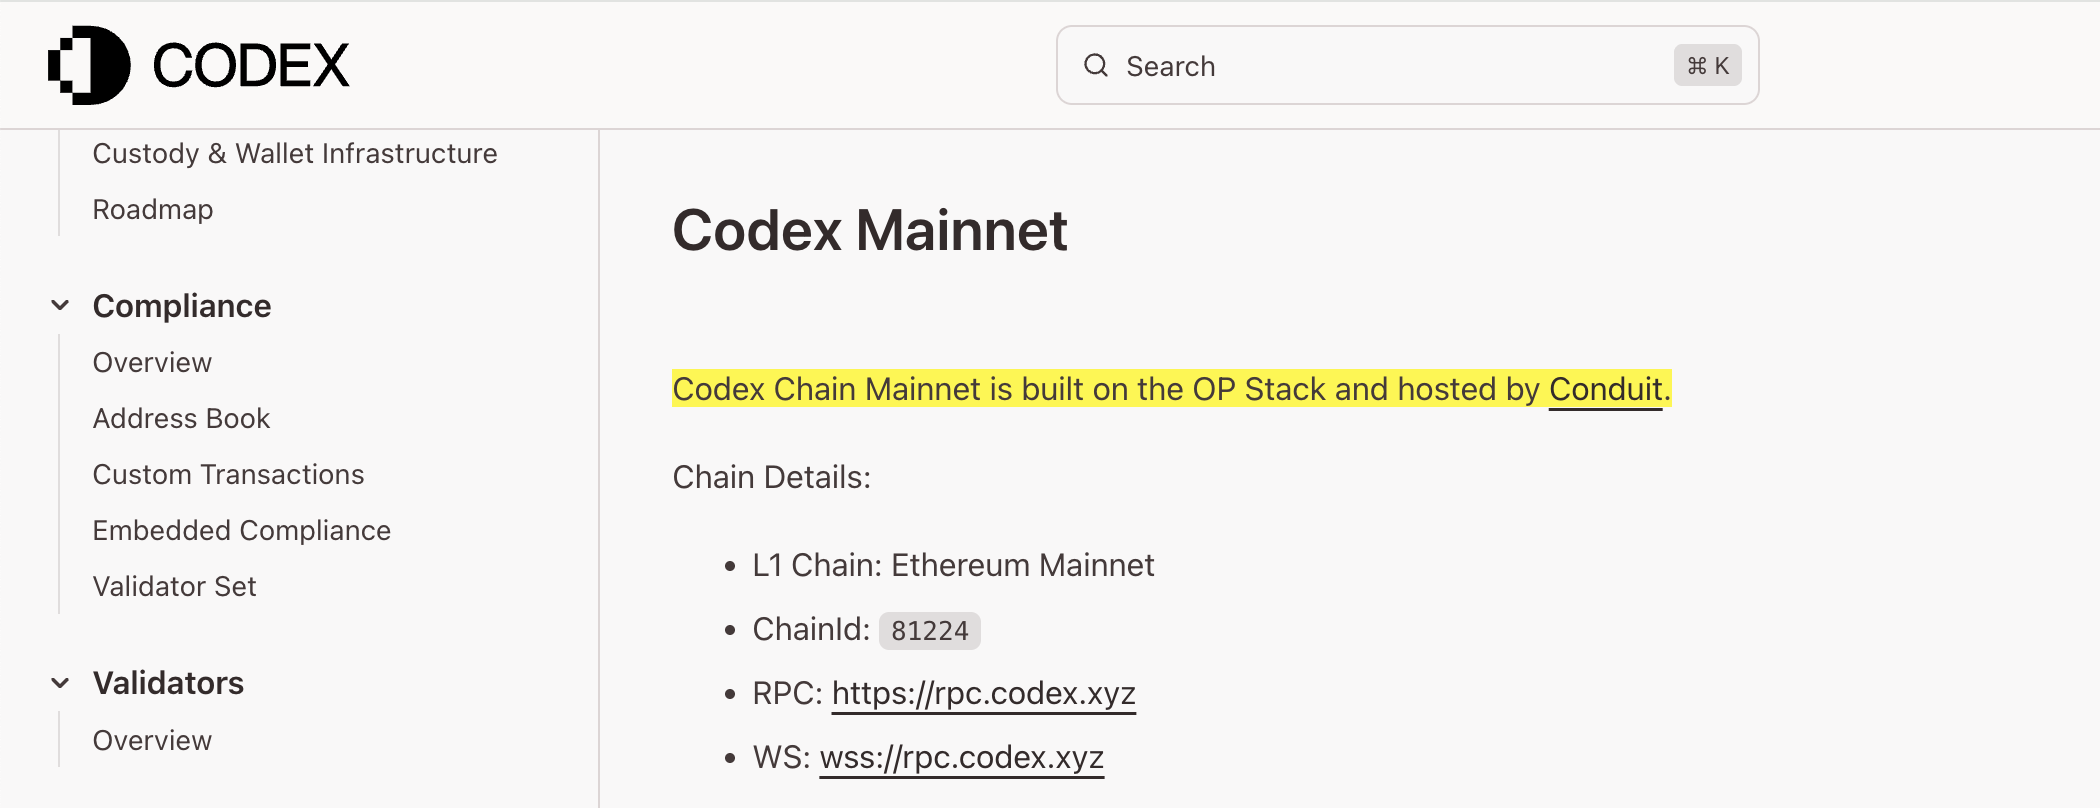 CODEX
Search
⌘ K
Custody & Wallet Infrastructure
Roadmap
Compliance
Overview
Address Book
Custom Transactions
Embedded Compliance
Validator Set
Validators
Overview
Codex Mainnet
Codex Chain Mainnet is built on the OP Stack and hosted by Conduit.
Chain Details:
• L1 Chain: Ethereum Mainnet
• ChainId: 81224
• RPC: https://rpc.codex.xyz
• WS: wss://rpc.codex.xyz